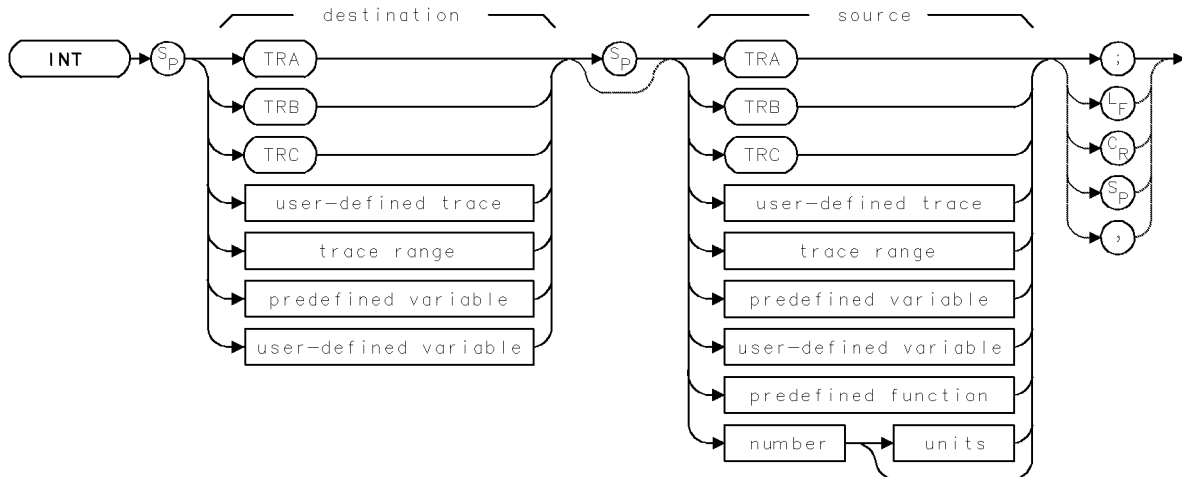 destination source
INT SP TRA SP TRA ;
TRB TRB LF
TRC TRC CR
user-defined trace user-defined trace SP
trace range trace range ,
predefined variable predefined variable
user-defined variable user-defined variable
predefined function
number units